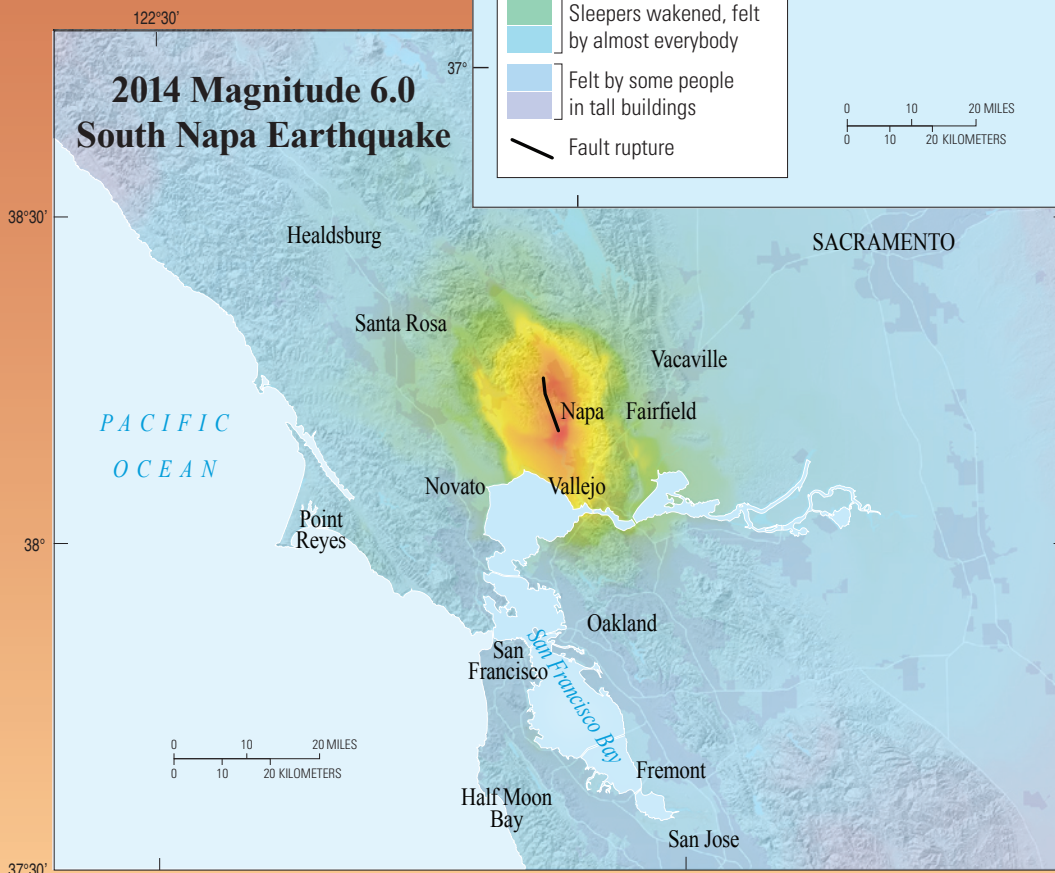 122°30'
Sleepers wakened, felt
by almost everybody
37°
Felt by some people
in tall buildings
Fault rupture
0 10 20 MILES
0 10 20 KILOMETERS
2014 Magnitude 6.0
South Napa Earthquake
38°30'
Healdsburg
SACRAMENTO
Santa Rosa
Vacaville
PACIFIC
OCEAN
Napa
Fairfield
Novato
Vallejo
Point
Reyes
38°
Oakland
San
Francisco
San Francisco Bay
0 10 20 MILES
0 10 20 KILOMETERS
Fremont
Half Moon
Bay
San Jose
37°30'